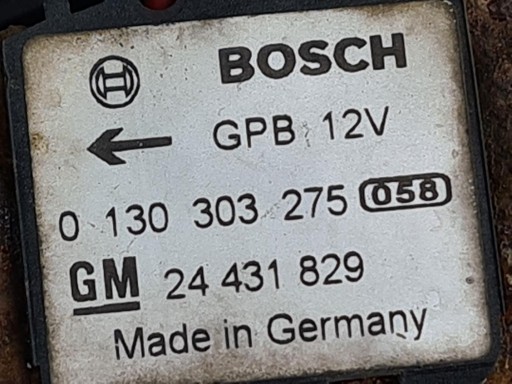 BOSCH
GPB 12V
0 130 303 275 058
GM 24 431 829
Made in Germany